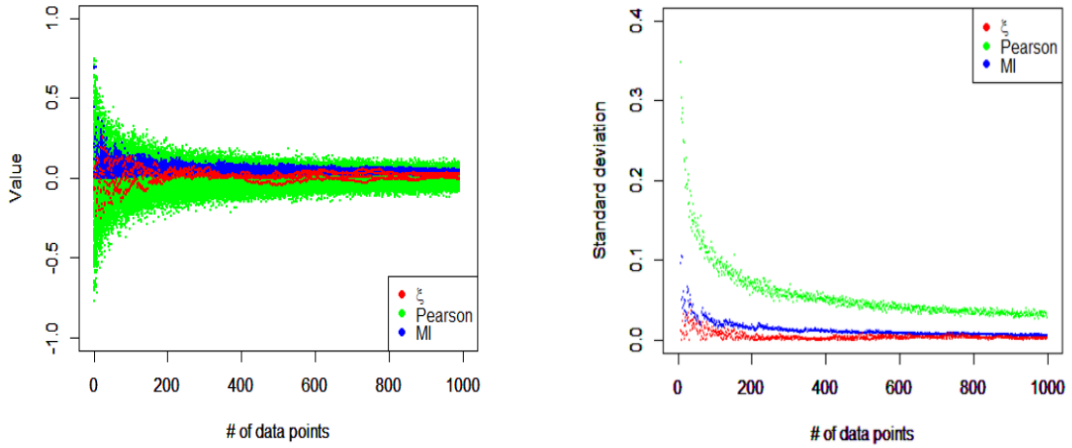 1.0
0.5
0.0
-0.5
-1.0
Value
0 200 400 600 800 1000
# of data points
ξ
Pearson
MI
0.4
0.3
0.2
0.1
0.0
Standard deviation
0 200 400 600 800 1000
# of data points
ξ
Pearson
MI